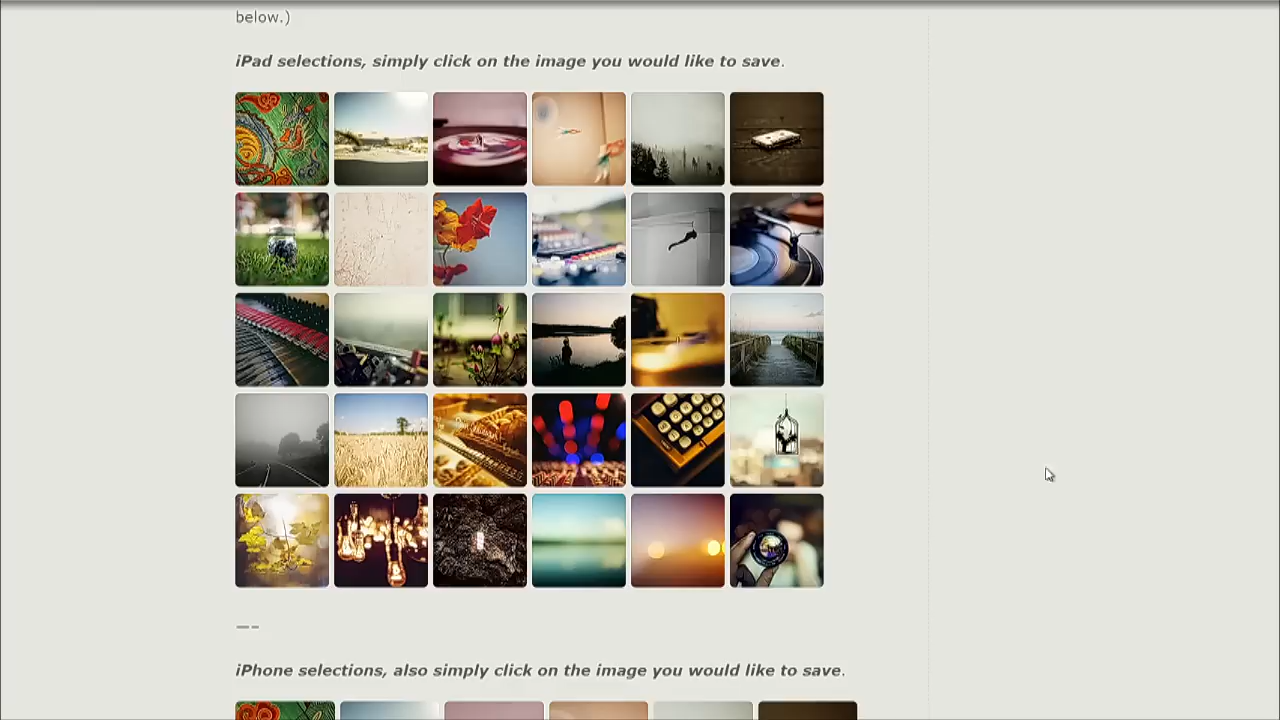 below.)
iPad selections, simply click on the image you would like to save.
—-
iPhone selections, also simply click on the image you would like to save.